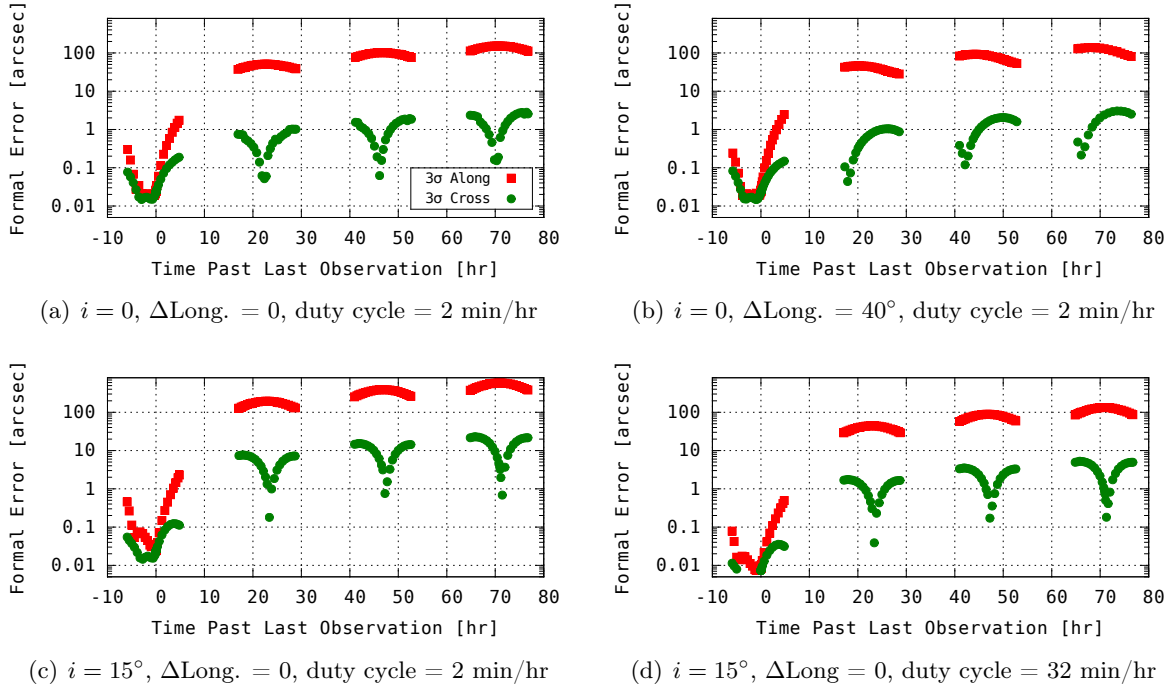 Formal Error [arcsec]
100
10
1
0.1
0.01
3σ Along
3σ Cross
-10 0 10 20 30 40 50 60 70 80
Time Past Last Observation [hr]
(a) i = 0, ΔLong. = 0, duty cycle = 2 min/hr
Formal Error [arcsec]
100
10
1
0.1
0.01
-10 0 10 20 30 40 50 60 70 80
Time Past Last Observation [hr]
(b) i = 0, ΔLong. = 40°, duty cycle = 2 min/hr
Formal Error [arcsec]
100
10
1
0.1
0.01
-10 0 10 20 30 40 50 60 70 80
Time Past Last Observation [hr]
(c) i = 15°, ΔLong. = 0, duty cycle = 2 min/hr
Formal Error [arcsec]
100
10
1
0.1
0.01
-10 0 10 20 30 40 50 60 70 80
Time Past Last Observation [hr]
(d) i = 15°, ΔLong = 0, duty cycle = 32 min/hr